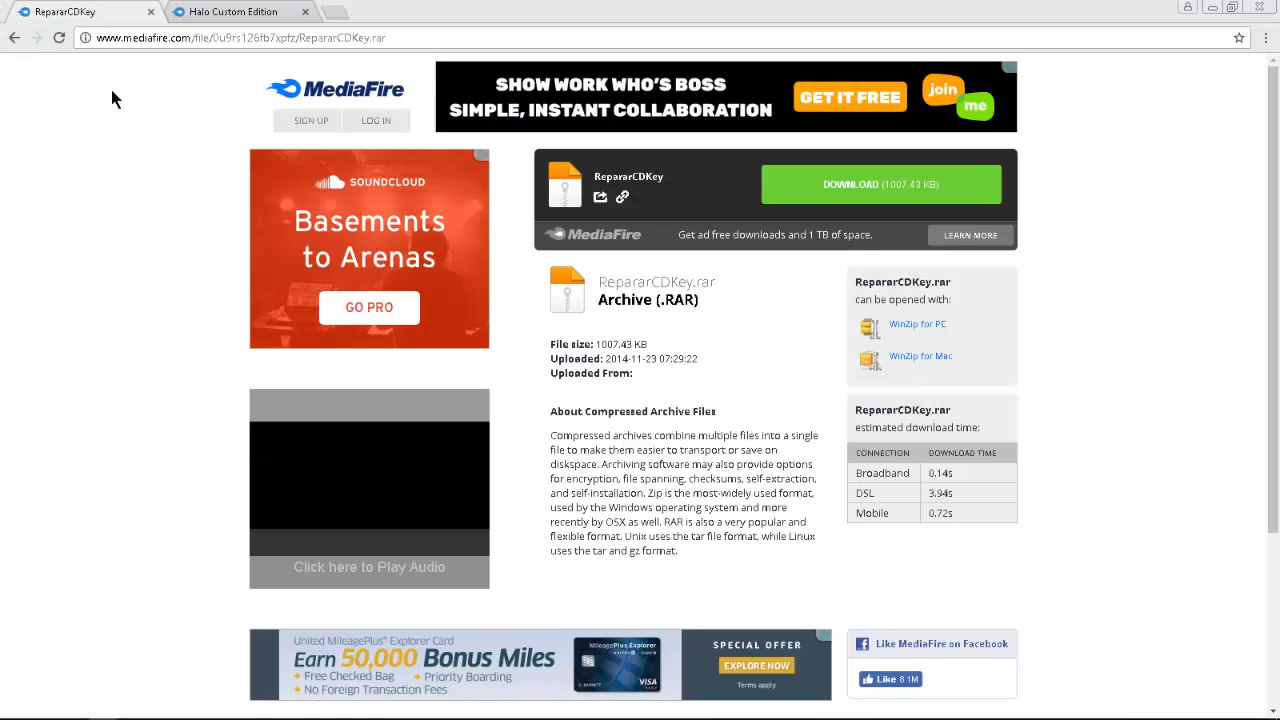 RepararCDKey
Halo Custom Edition
www.mediafire.com/file/0u9rs126fb7xpfz/RepararCDKey.rar
MediaFire
SIGN UP
LOG IN
SHOW WORK WHO'S BOSS
SIMPLE, INSTANT COLLABORATION
GET IT FREE
join
me
SOUNDCLOUD
Basements
to Arenas
GO PRO
RepararCDKey
DOWNLOAD (1007.43 KB)
MediaFire
Get ad free downloads and 1 TB of space.
LEARN MORE
RepararCDKey.rar
Archive (.RAR)
File size: 1007.43 KB
Uploaded: 2014-11-23 07:29:22
Uploaded From:
About Compressed Archive Files
Compressed archives combine multiple files into a single
file to make them easier to transport or save on
diskspace. Archiving software may also provide options
for encryption, file spanning, checksums, self-extraction,
and self-installation. Zip is the most-widely used format,
used by the Windows operating system and more
recently by OSX as well. RAR is also a very popular and
flexible format. Unix uses the tar file format, while Linux
uses the tar and gz format.
RepararCDKey.rar
can be opened with:
WinZip for PC
WinZip for Mac
RepararCDKey.rar
estimated download time:
CONNECTION DOWNLOAD TIME
Broadband 0.14s
DSL 3.94s
Mobile 0.72s
Click here to Play Audio
United MileagePlus® Explorer Card
Earn 50,000 Bonus Miles
+ Free Checked Bag + Priority Boarding
+ No Foreign Transaction Fees
MileagePlus Explorer
VISA
SPECIAL OFFER
EXPLORE NOW
Terms apply
Like MediaFire on Facebook
Like 8.1M